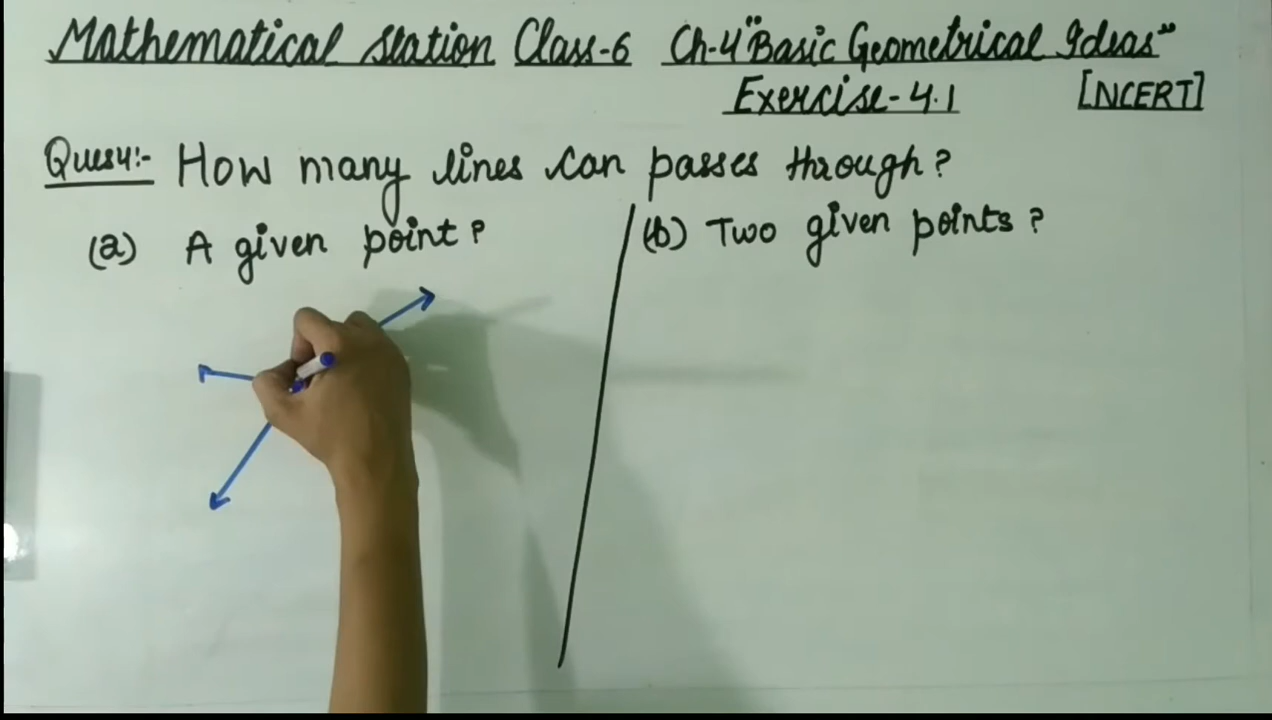 Mathematical Station Class-6 Ch-4 "Basic Geometrical Ideas"
Exercise-4.1 [NCERT]
Ques4:- How many lines can passes through?
(a) A given point? (b) Two given points?